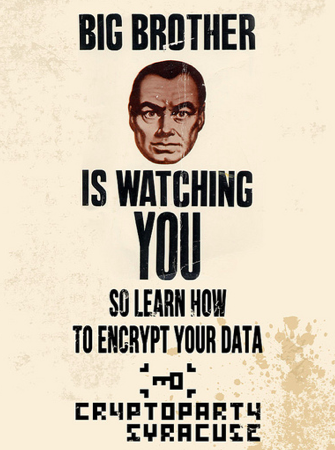 BIG BROTHER
IS WATCHING
YOU
SO LEARN HOW
TO ENCRYPT YOUR DATA
CRYPTOPARTY
SYRACUSE